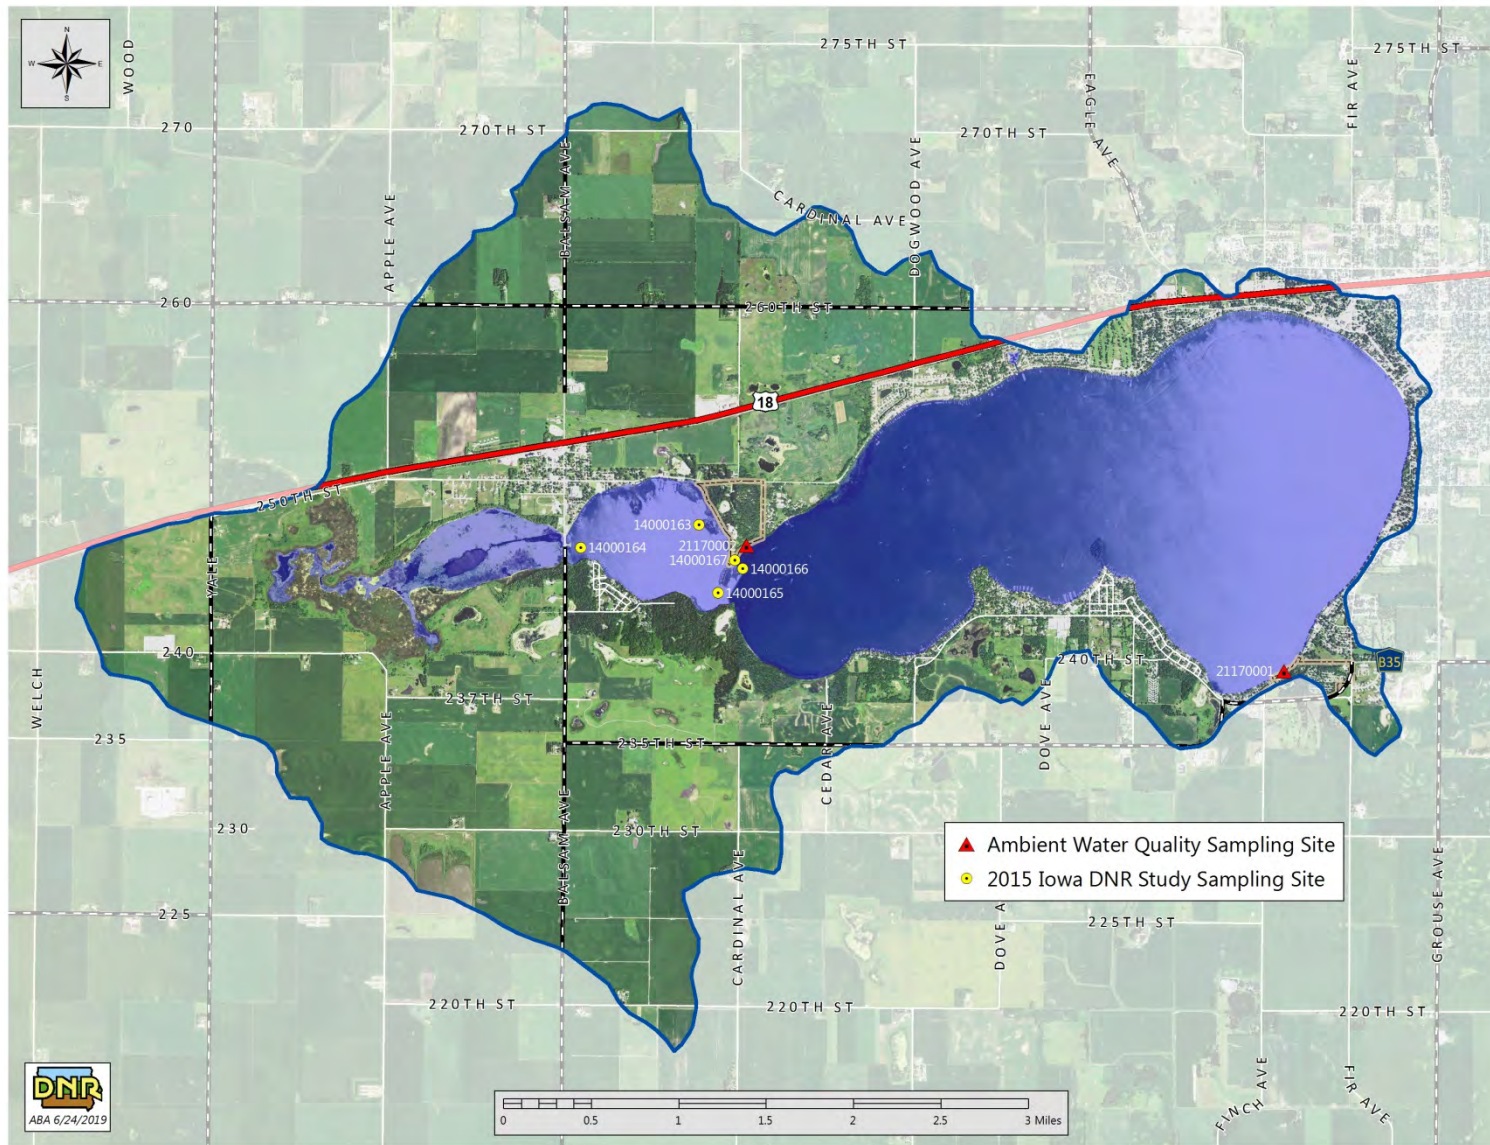 N
W E
S
WOOD
275TH ST
275TH ST
EAGLE AVE
FIR AVE
270
270TH ST
270TH ST
BALSAM AVE
DOGWOOD AVE
CARDINAL AVE
APPLE AVE
260
260TH ST
18
250TH ST
14000163
14000164
21170002
14000167
14000166
14000165
YALE
240
240TH ST
21170001
B35
WELCH
237TH ST
235
235TH ST
APPLE AVE
CEDAR AVE
DOVE AVE
230
230TH ST
BALSAM AVE
CARDINAL AVE
Ambient Water Quality Sampling Site
2015 Iowa DNR Study Sampling Site
GROUSE AVE
225
225TH ST
DOVE A
220TH ST
220TH ST
220TH ST
FINCH AVE
FIR AVE
DNR
ABA 6/24/2019
0 0.5 1 1.5 2 2.5 3 Miles